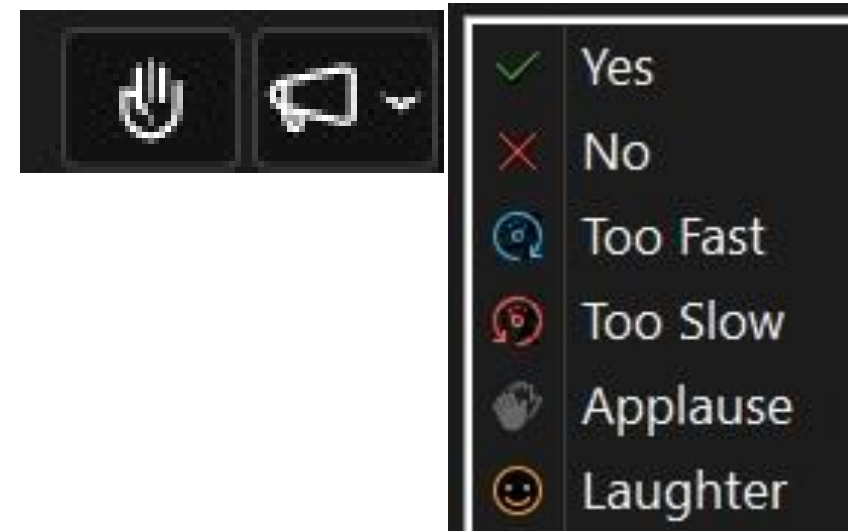 Yes
No
Too Fast
Too Slow
Applause
Laughter